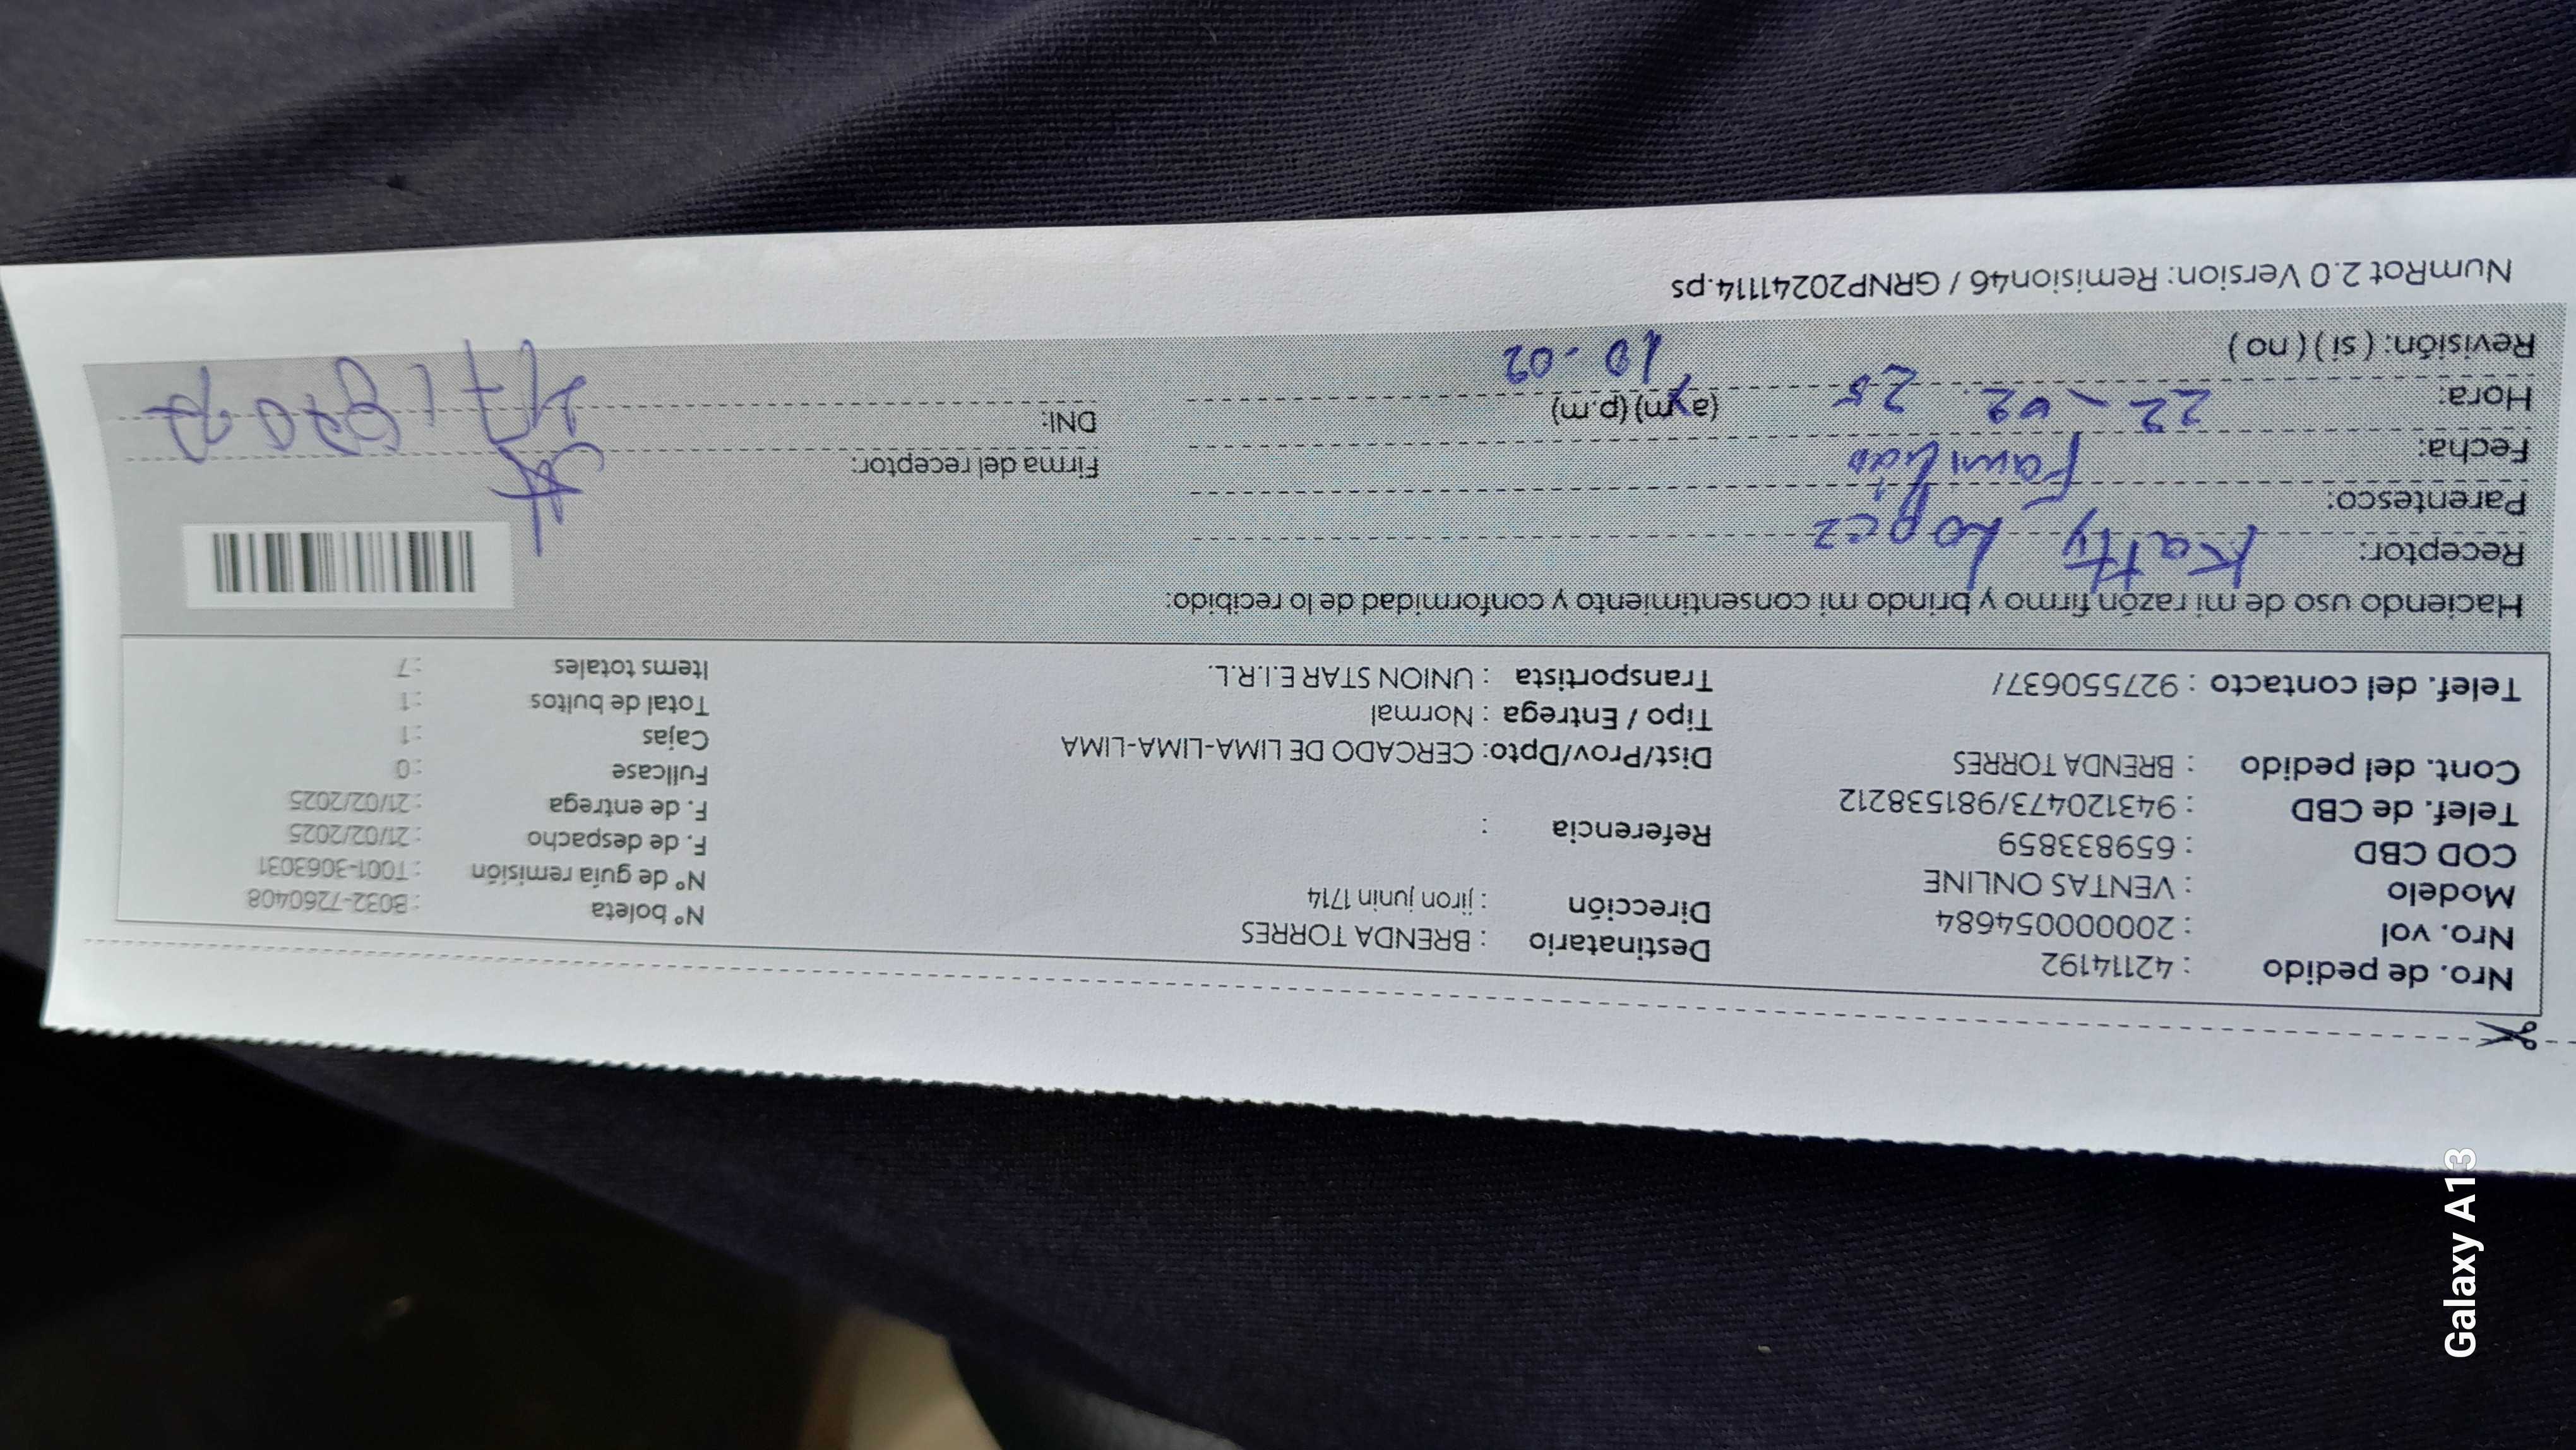 Nro. de pedido : 42114192
Nro. vol : 2000000054684
Modelo : VENTAS ONLINE
COD CBD : 659833859
Telef. de CBD : 943120473/981538212
Cont. del pedido : BRENDA TORRES
Telef. del contacto : 927550637/
Destinatario : BRENDA TORRES
Dirección : jiron junin 1714
Referencia :
Dist/Prov/Dpto: CERCADO DE LIMA-LIMA-LIMA
Tipo / Entrega : Normal
Transportista : UNION STAR E.I.R.L.
N° boleta : B032-7260408
N° de guía remisión : T001-3063031
F. de despacho : 21/02/2025
F. de entrega : 21/02/2025
Fullcase : 0
Cajas : 1
Total de bultos : 1
Items totales : 7
Haciendo uso de mi razón firmo y brindo mi consentimiento y conformidad de lo recibido:
Receptor: Katty Lopez
Parentesco: Familia
Fecha: 22-02. 25
Hora: (a.m) (p.m) 10-02
Revisión: ( si ) ( no )
Firma del receptor:
DNI:
NumRot 2.0 Version: Remision46 / GRNP20241114.ps
Galaxy A13